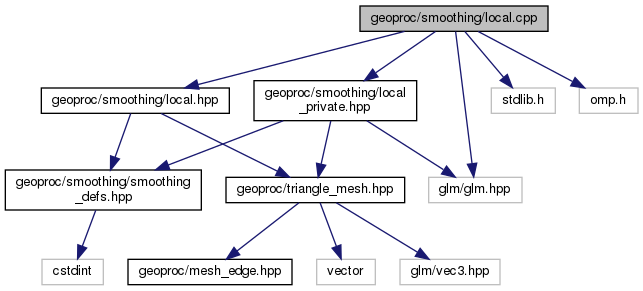 geoproc/smoothing/local.cpp
geoproc/smoothing/local.hpp
geoproc/smoothing/local
_private.hpp
stdlib.h
omp.h
geoproc/smoothing/smoothing
_defs.hpp
geoproc/triangle_mesh.hpp
glm/glm.hpp
cstdint
geoproc/mesh_edge.hpp
vector
glm/vec3.hpp